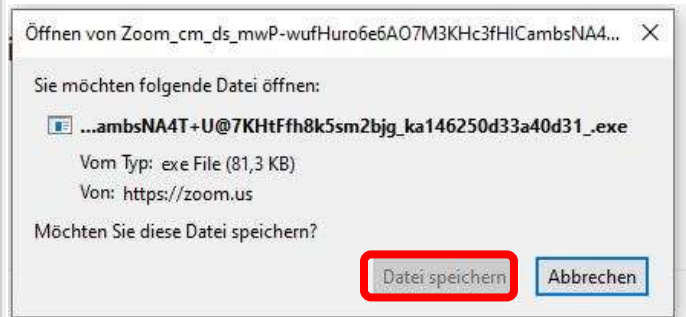 Öffnen von Zoom_cm_ds_mwP-wufHuro6e6AO7M3KHc3fHICambsNA4...
Sie möchten folgende Datei öffnen:
...ambsNA4T+U@7KHtFfh8k5sm2bjg_ka146250d33a40d31_.exe
Vom Typ: exe File (81,3 KB)
Von: https://zoom.us
Möchten Sie diese Datei speichern?
Datei speichern Abbrechen